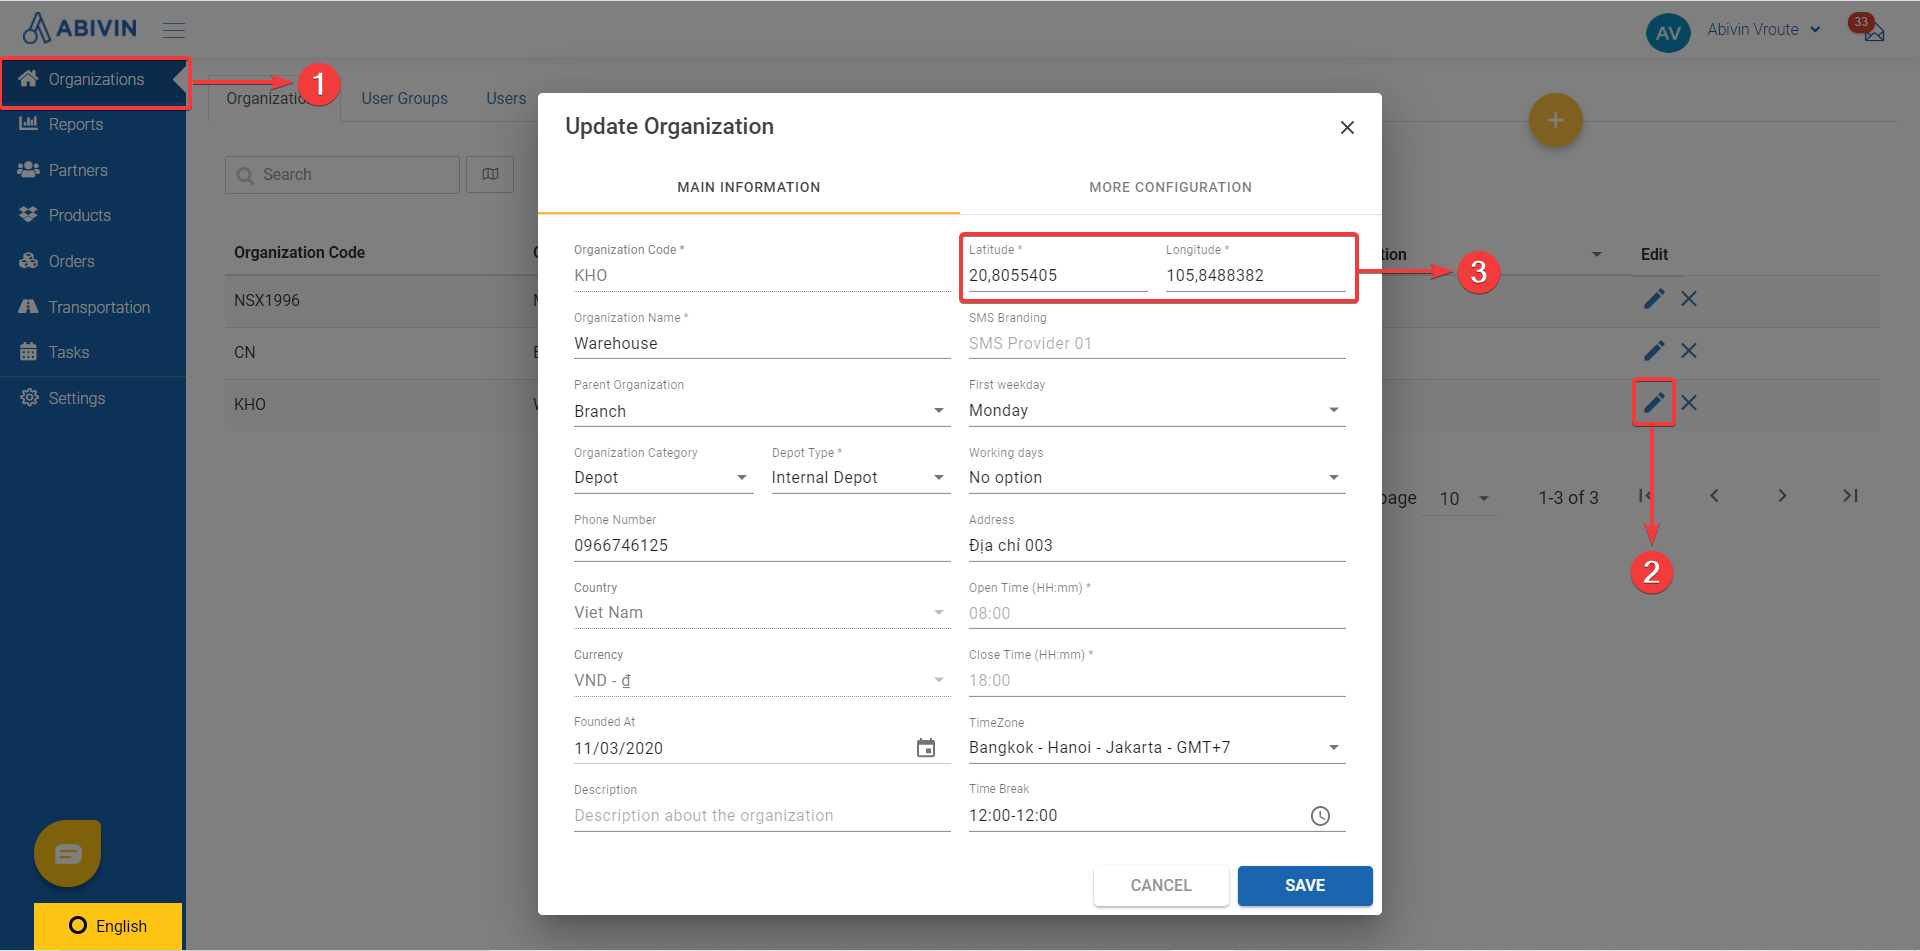 ABIVIN
AV
Abivin Vroute
33
Organizations
Reports
Partners
Products
Orders
Transportation
Tasks
Settings
English
1
User Groups
Users
Search
Organization Code
Edit
NSX1996
CN
KHO
page
10
1-3 of 3
2
3
Update Organization
MAIN INFORMATION
MORE CONFIGURATION
Organization Code *
KHO
Latitude *
20,8055405
Longitude *
105,8488382
Organization Name *
Warehouse
SMS Branding
SMS Provider 01
Parent Organization
Branch
First weekday
Monday
Organization Category
Depot
Depot Type *
Internal Depot
Working days
No option
Phone Number
0966746125
Address
Địa chỉ 003
Country
Viet Nam
Open Time (HH:mm) *
08:00
Currency
VND - ₫
Close Time (HH:mm) *
18:00
Founded At
11/03/2020
TimeZone
Bangkok - Hanoi - Jakarta - GMT+7
Description
Description about the organization
Time Break
12:00-12:00
CANCEL
SAVE